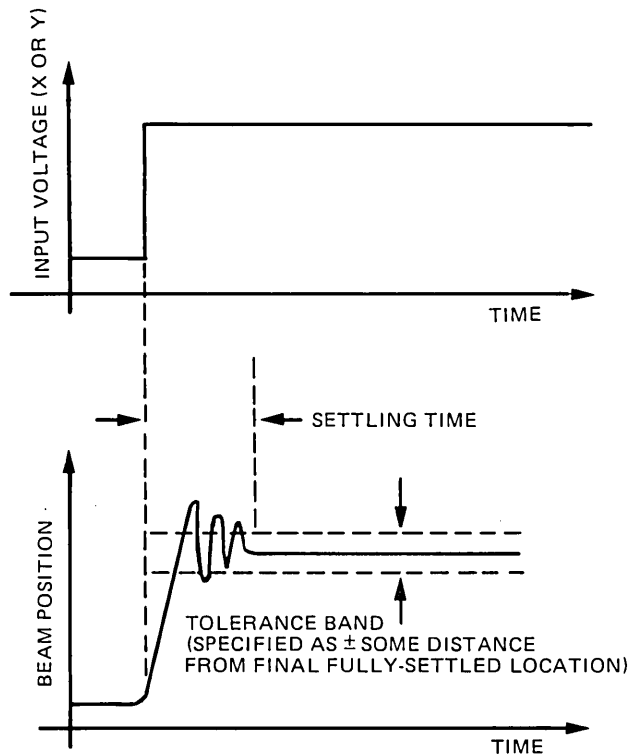 INPUT VOLTAGE (X OR Y)
TIME
SETTLING TIME
BEAM POSITION
TOLERANCE BAND
(SPECIFIED AS ± SOME DISTANCE
FROM FINAL FULLY-SETTLED LOCATION)
TIME